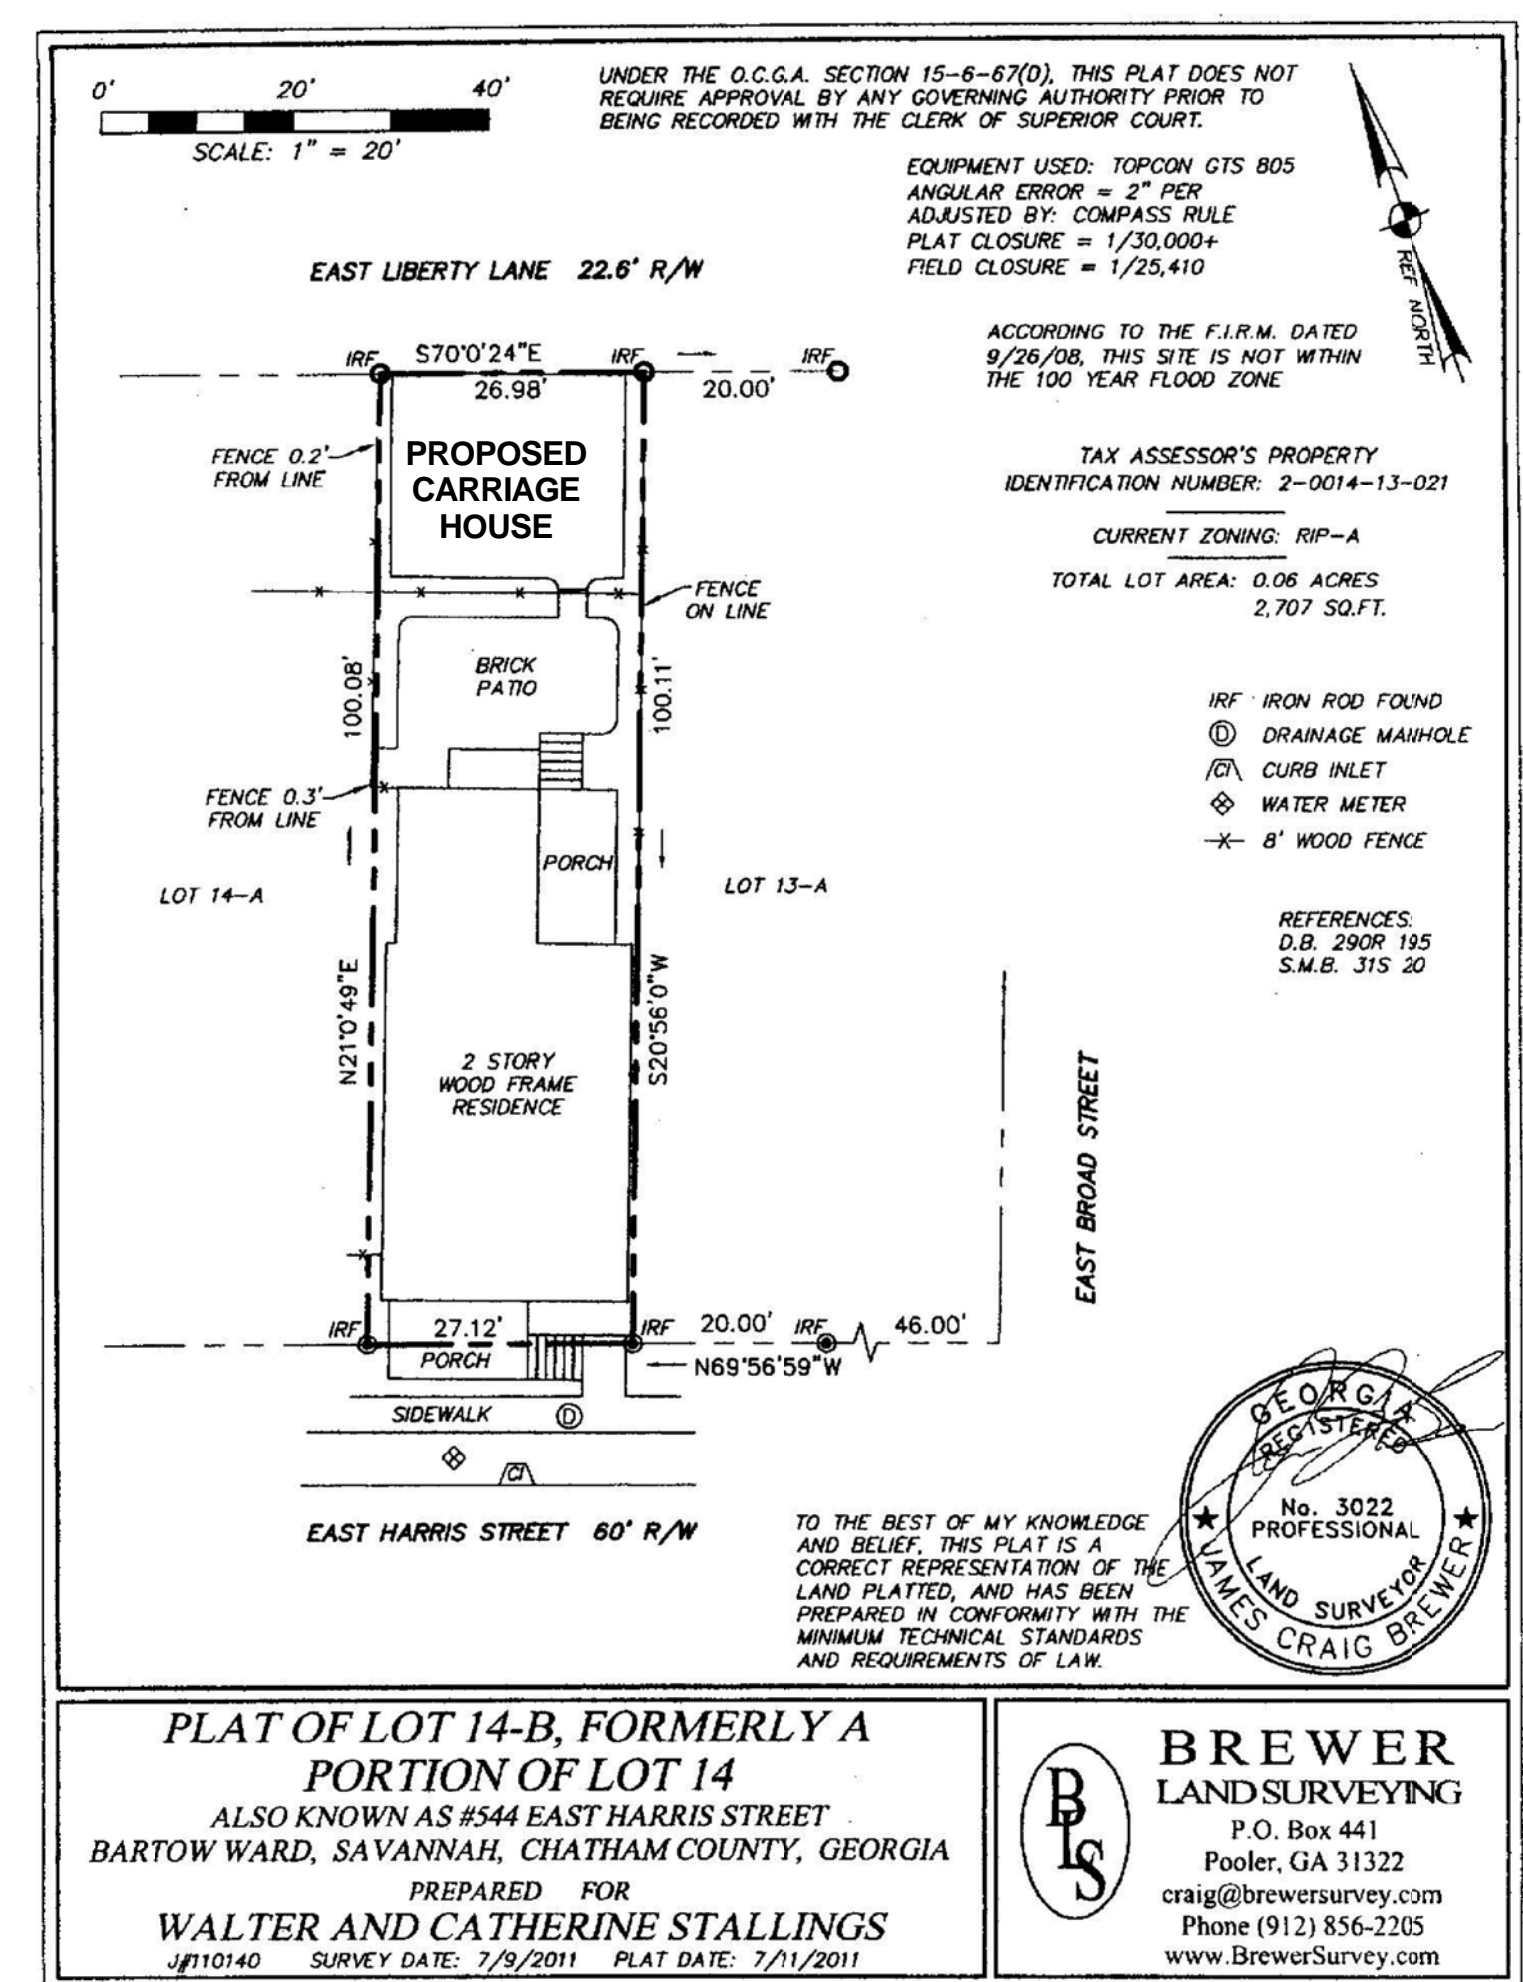 0' 20' 40'
SCALE: 1" = 20'
UNDER THE O.C.G.A. SECTION 15-6-67(D), THIS PLAT DOES NOT
REQUIRE APPROVAL BY ANY GOVERNING AUTHORITY PRIOR TO
BEING RECORDED WITH THE CLERK OF SUPERIOR COURT.
EQUIPMENT USED: TOPCON GTS 805
ANGULAR ERROR = 2" PER
ADJUSTED BY: COMPASS RULE
PLAT CLOSURE = 1/30,000+
FIELD CLOSURE = 1/25,410
REF NORTH
EAST LIBERTY LANE 22.6' R/W
ACCORDING TO THE F.I.R.M. DATED
9/26/08, THIS SITE IS NOT WITHIN
THE 100 YEAR FLOOD ZONE
IRF S70°0'24"E IRF IRF
26.98' 20.00'
FENCE 0.2'
FROM LINE
PROPOSED
CARRIAGE
HOUSE
TAX ASSESSOR'S PROPERTY
IDENTIFICATION NUMBER: 2-0014-13-021
CURRENT ZONING: RIP-A
TOTAL LOT AREA: 0.06 ACRES
2,707 SQ.FT.
FENCE
ON LINE
BRICK
PATIO
100.08'
100.11'
IRF IRON ROD FOUND
D DRAINAGE MANHOLE
CI CURB INLET
WATER METER
-X- 8' WOOD FENCE
FENCE 0.3'
FROM LINE
PORCH
LOT 14-A
LOT 13-A
REFERENCES:
D.B. 290R 195
S.M.B. 31S 20
N21°0'49"E
S20°56'0"W
2 STORY
WOOD FRAME
RESIDENCE
EAST BROAD STREET
IRF 27.12' IRF 20.00' IRF 46.00'
PORCH
N69°56'59"W
SIDEWALK D
CI
EAST HARRIS STREET 60' R/W
TO THE BEST OF MY KNOWLEDGE
AND BELIEF, THIS PLAT IS A
CORRECT REPRESENTATION OF THE
LAND PLATTED, AND HAS BEEN
PREPARED IN CONFORMITY WITH THE
MINIMUM TECHNICAL STANDARDS
AND REQUIREMENTS OF LAW.
GEORGIA
REGISTERED
No. 3022
PROFESSIONAL
LAND SURVEYOR
JAMES CRAIG BREWER
PLAT OF LOT 14-B, FORMERLY A
PORTION OF LOT 14
ALSO KNOWN AS #544 EAST HARRIS STREET
BARTOW WARD, SAVANNAH, CHATHAM COUNTY, GEORGIA
PREPARED FOR
WALTER AND CATHERINE STALLINGS
J#110140 SURVEY DATE: 7/9/2011 PLAT DATE: 7/11/2011
BLS
BREWER
LAND SURVEYING
P.O. Box 441
Pooler, GA 31322
craig@brewersurvey.com
Phone (912) 856-2205
www.BrewerSurvey.com